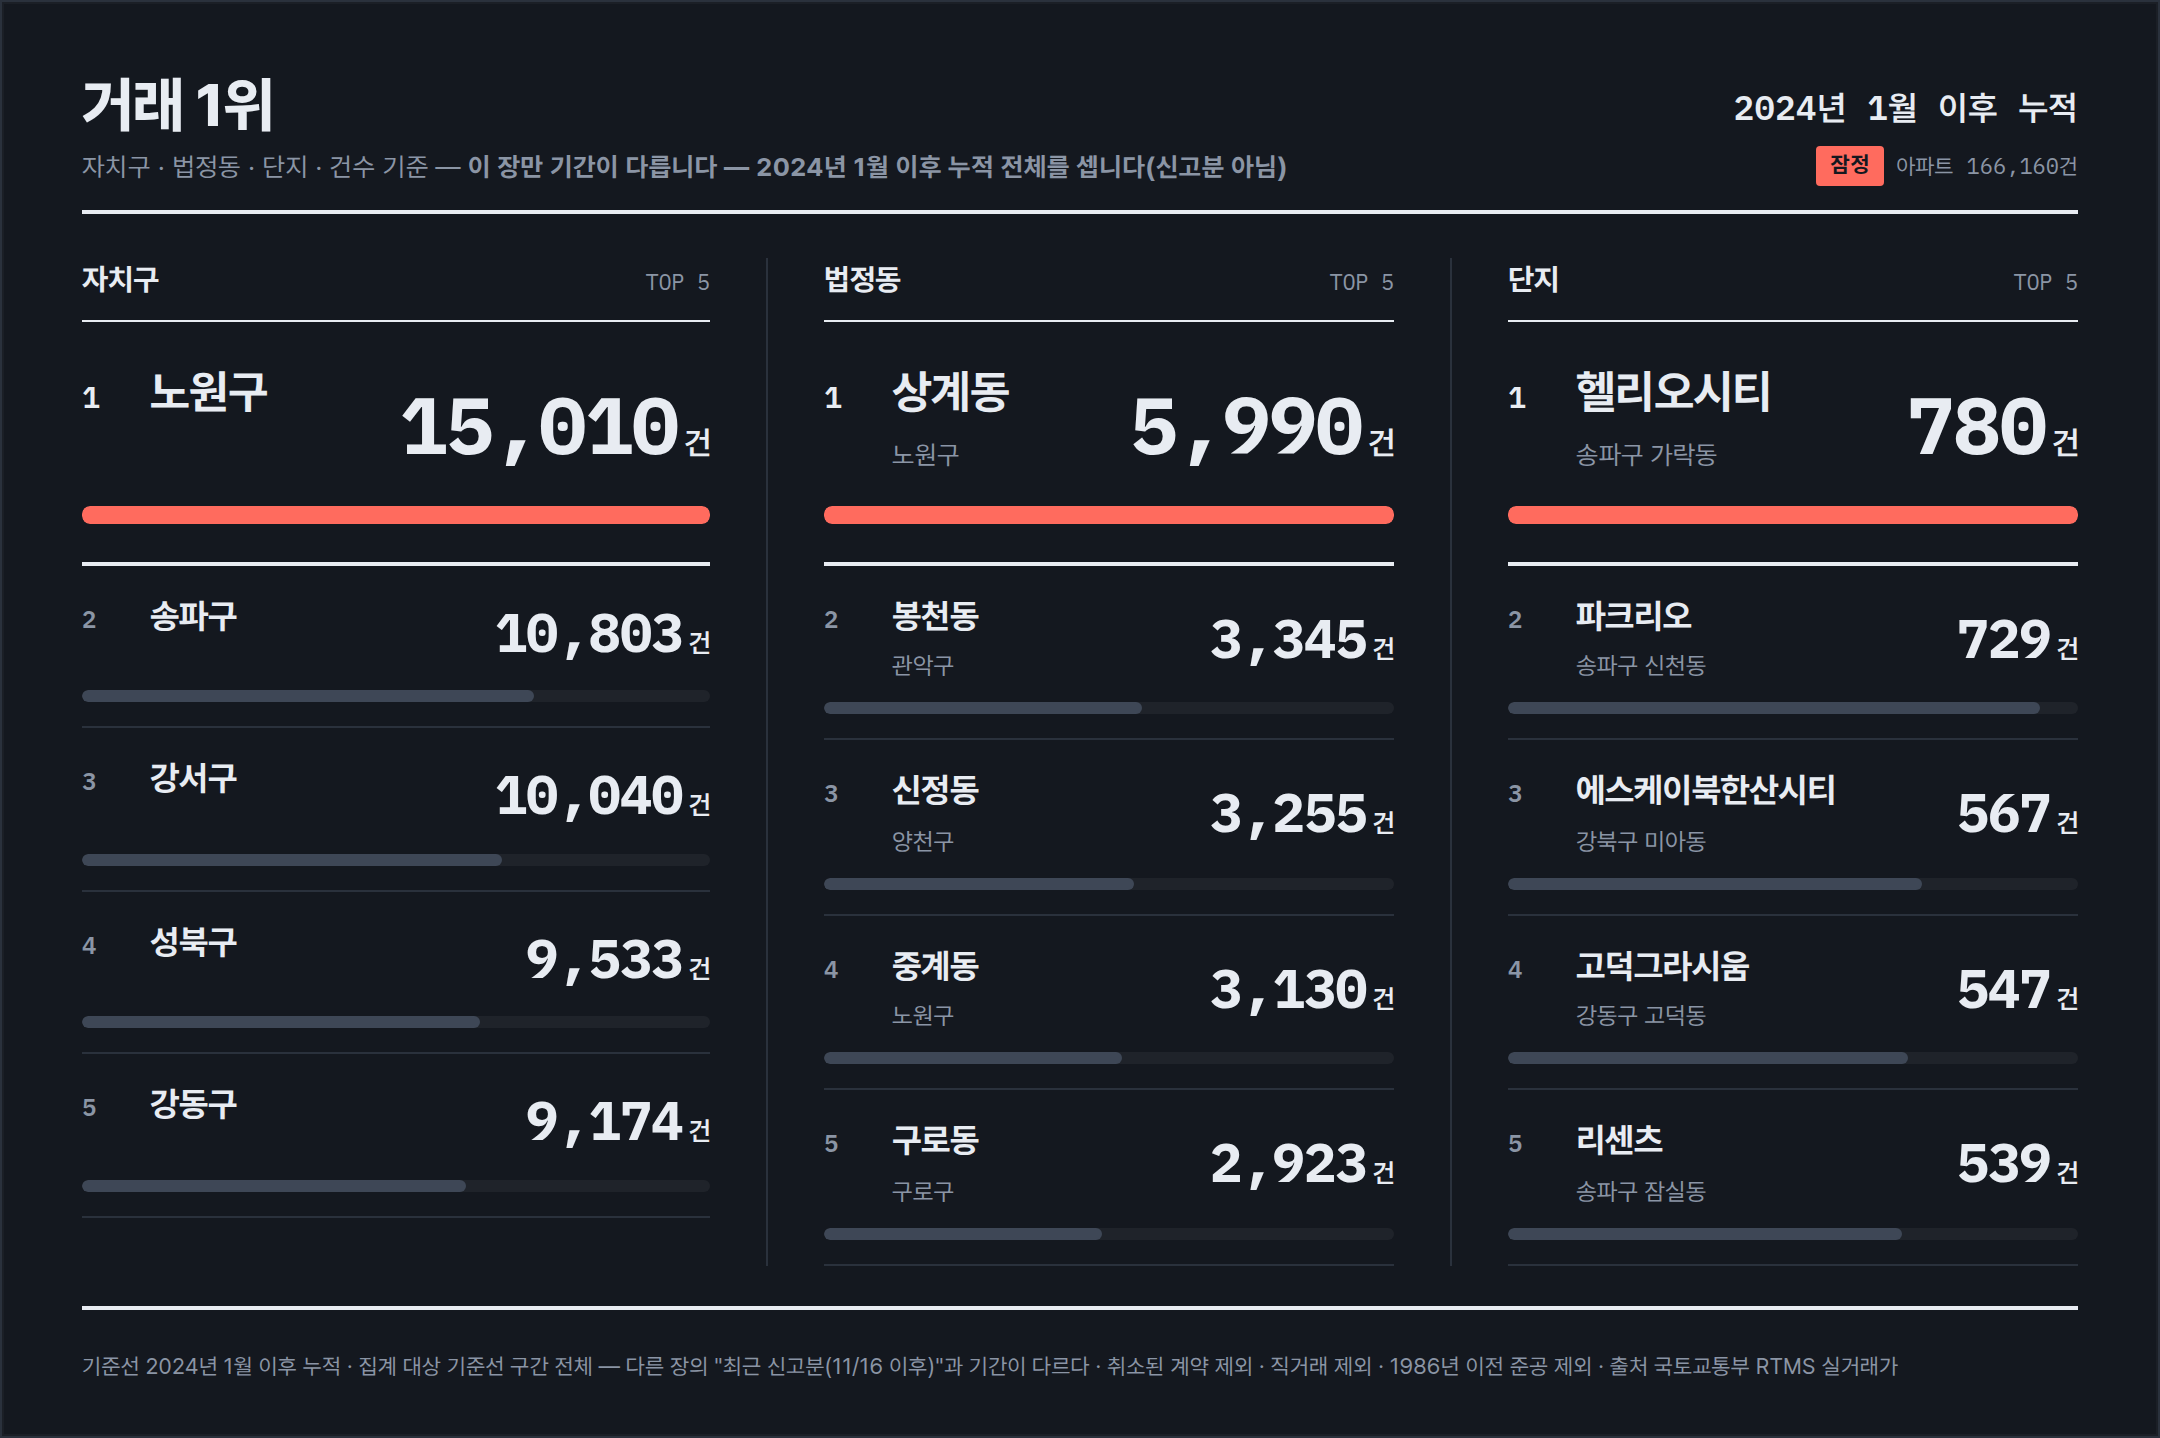 거래 1위
2024년 1월 이후 누적
자치구 · 법정동 · 단지 · 건수 기준 — 이 장만 기간이 다릅니다 — 2024년 1월 이후 누적 전체를 셉니다(신고분 아님)
잠정 아파트 166,160건
자치구 TOP 5
1 노원구 15,010건
2 송파구 10,803건
3 강서구 10,040건
4 성북구 9,533건
5 강동구 9,174건
법정동 TOP 5
1 상계동 5,990건
노원구
2 봉천동 3,345건
관악구
3 신정동 3,255건
양천구
4 중계동 3,130건
노원구
5 구로동 2,923건
구로구
단지 TOP 5
1 헬리오시티 780건
송파구 가락동
2 파크리오 729건
송파구 신천동
3 에스케이북한산시티 567건
강북구 미아동
4 고덕그라시움 547건
강동구 고덕동
5 리센츠 539건
송파구 잠실동
기준선 2024년 1월 이후 누적 · 집계 대상 기준선 구간 전체 — 다른 장의 "최근 신고분(11/16 이후)"과 기간이 다르다 · 취소된 계약 제외 · 직거래 제외 · 1986년 이전 준공 제외 · 출처 국토교통부 RTMS 실거래가